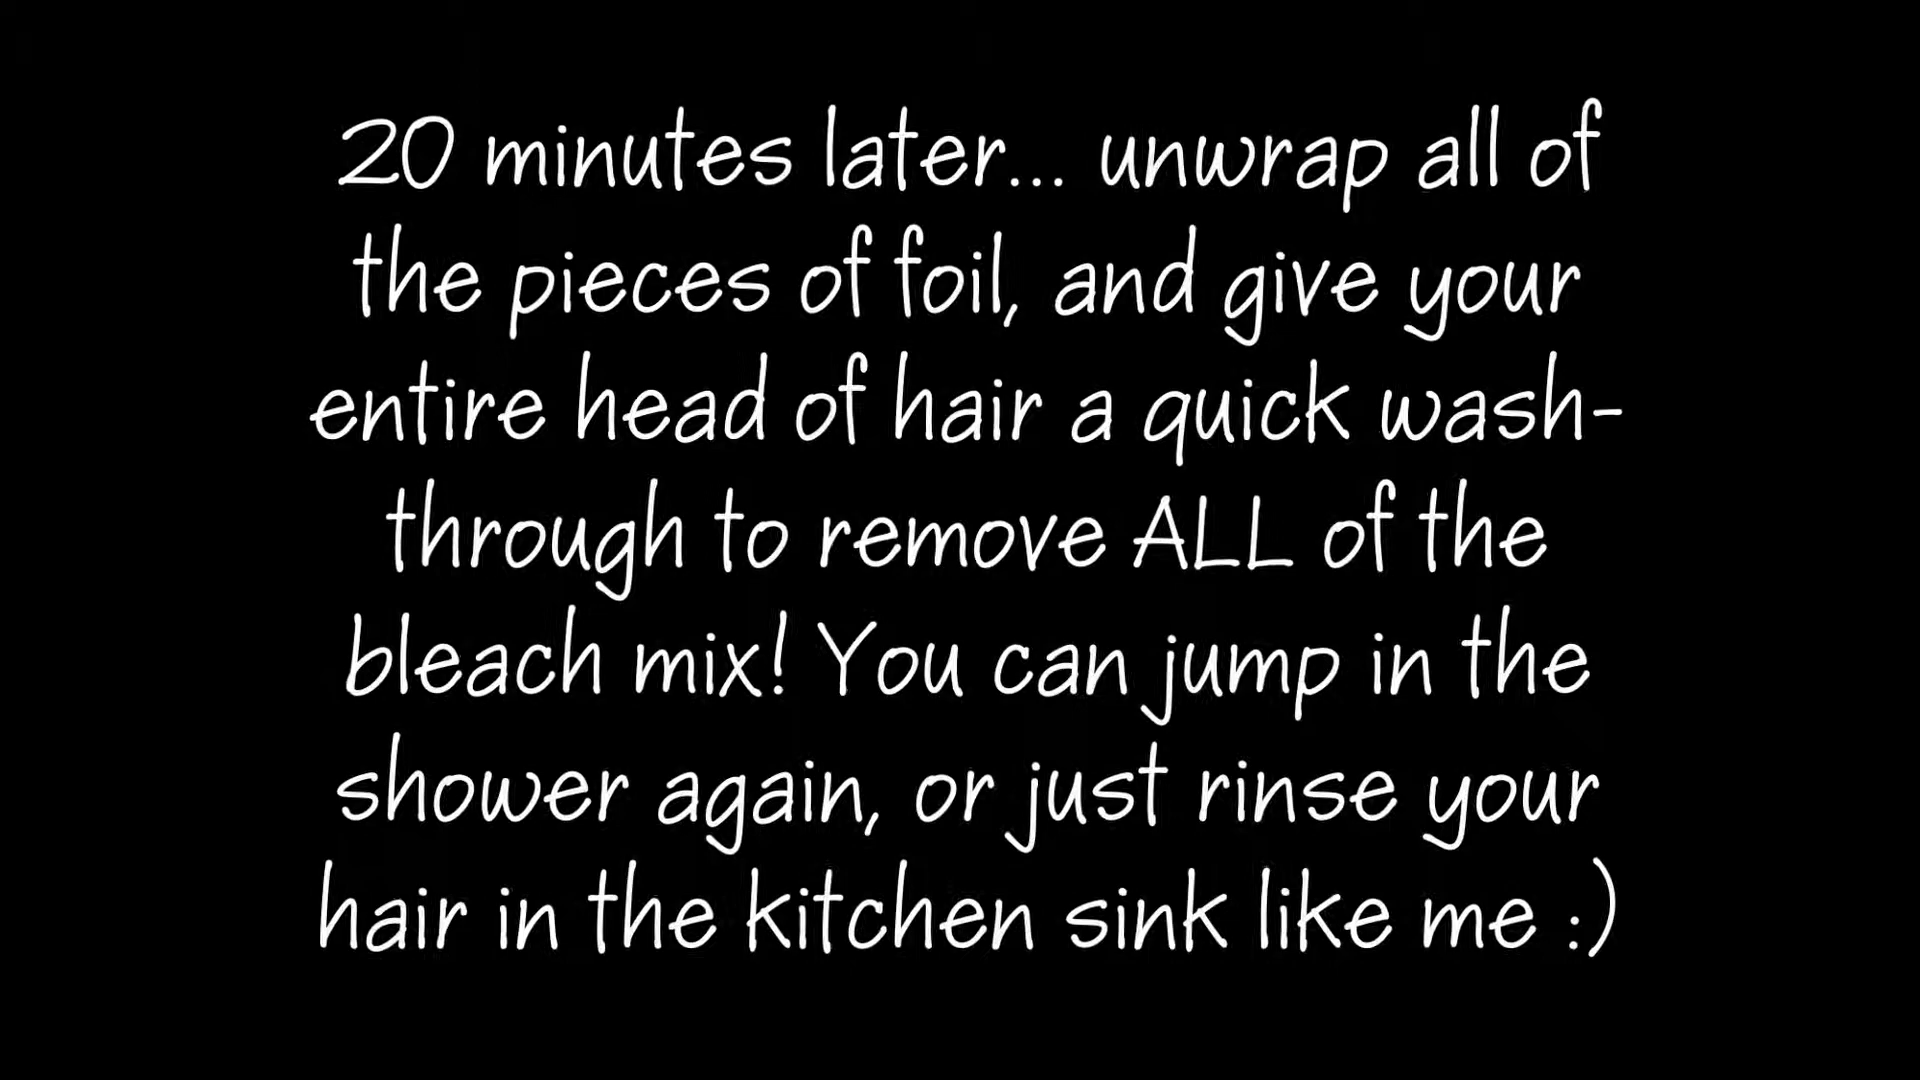 20 minutes later... unwrap all of
the pieces of foil, and give your
entire head of hair a quick wash-
through to remove ALL of the
bleach mix! You can jump in the
shower again, or just rinse your
hair in the kitchen sink like me :)